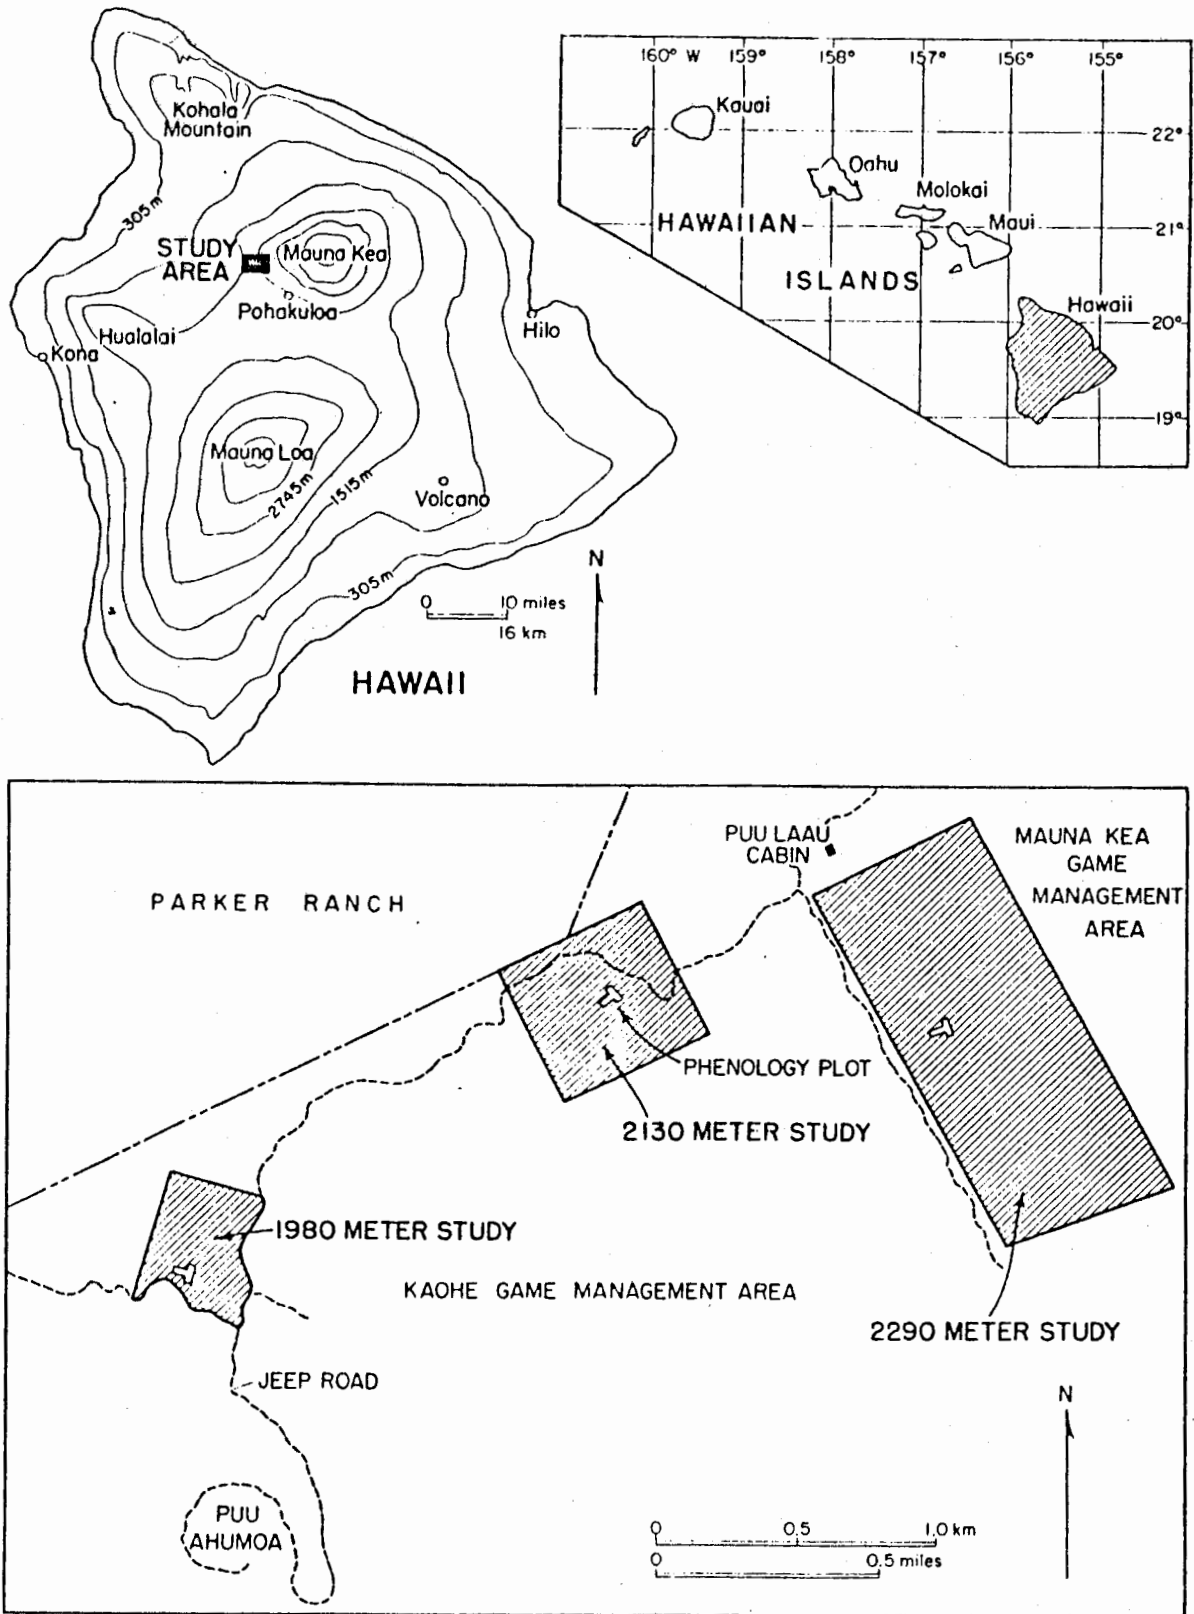 Kohala
Mountain
305m
STUDY
AREA
Mauna Kea
Pohakuloa
Hualalai
Kona
Hilo
Mauna Loa
2745m
1515m
Volcano
305m
0 10 miles
16 km
N
HAWAII
160° W 159° 158° 157° 156° 155°
Kauai
22°
Oahu
Molokai
Maui
HAWAIIAN
21°
ISLANDS
Hawaii
20°
19°
PUU LAAU
CABIN
MAUNA KEA
GAME
MANAGEMENT
AREA
PARKER RANCH
PHENOLOGY PLOT
2130 METER STUDY
1980 METER STUDY
KAOHE GAME MANAGEMENT AREA
2290 METER STUDY
JEEP ROAD
N
PUU
AHUMOA
0 0.5 1.0 km
0 0.5 miles